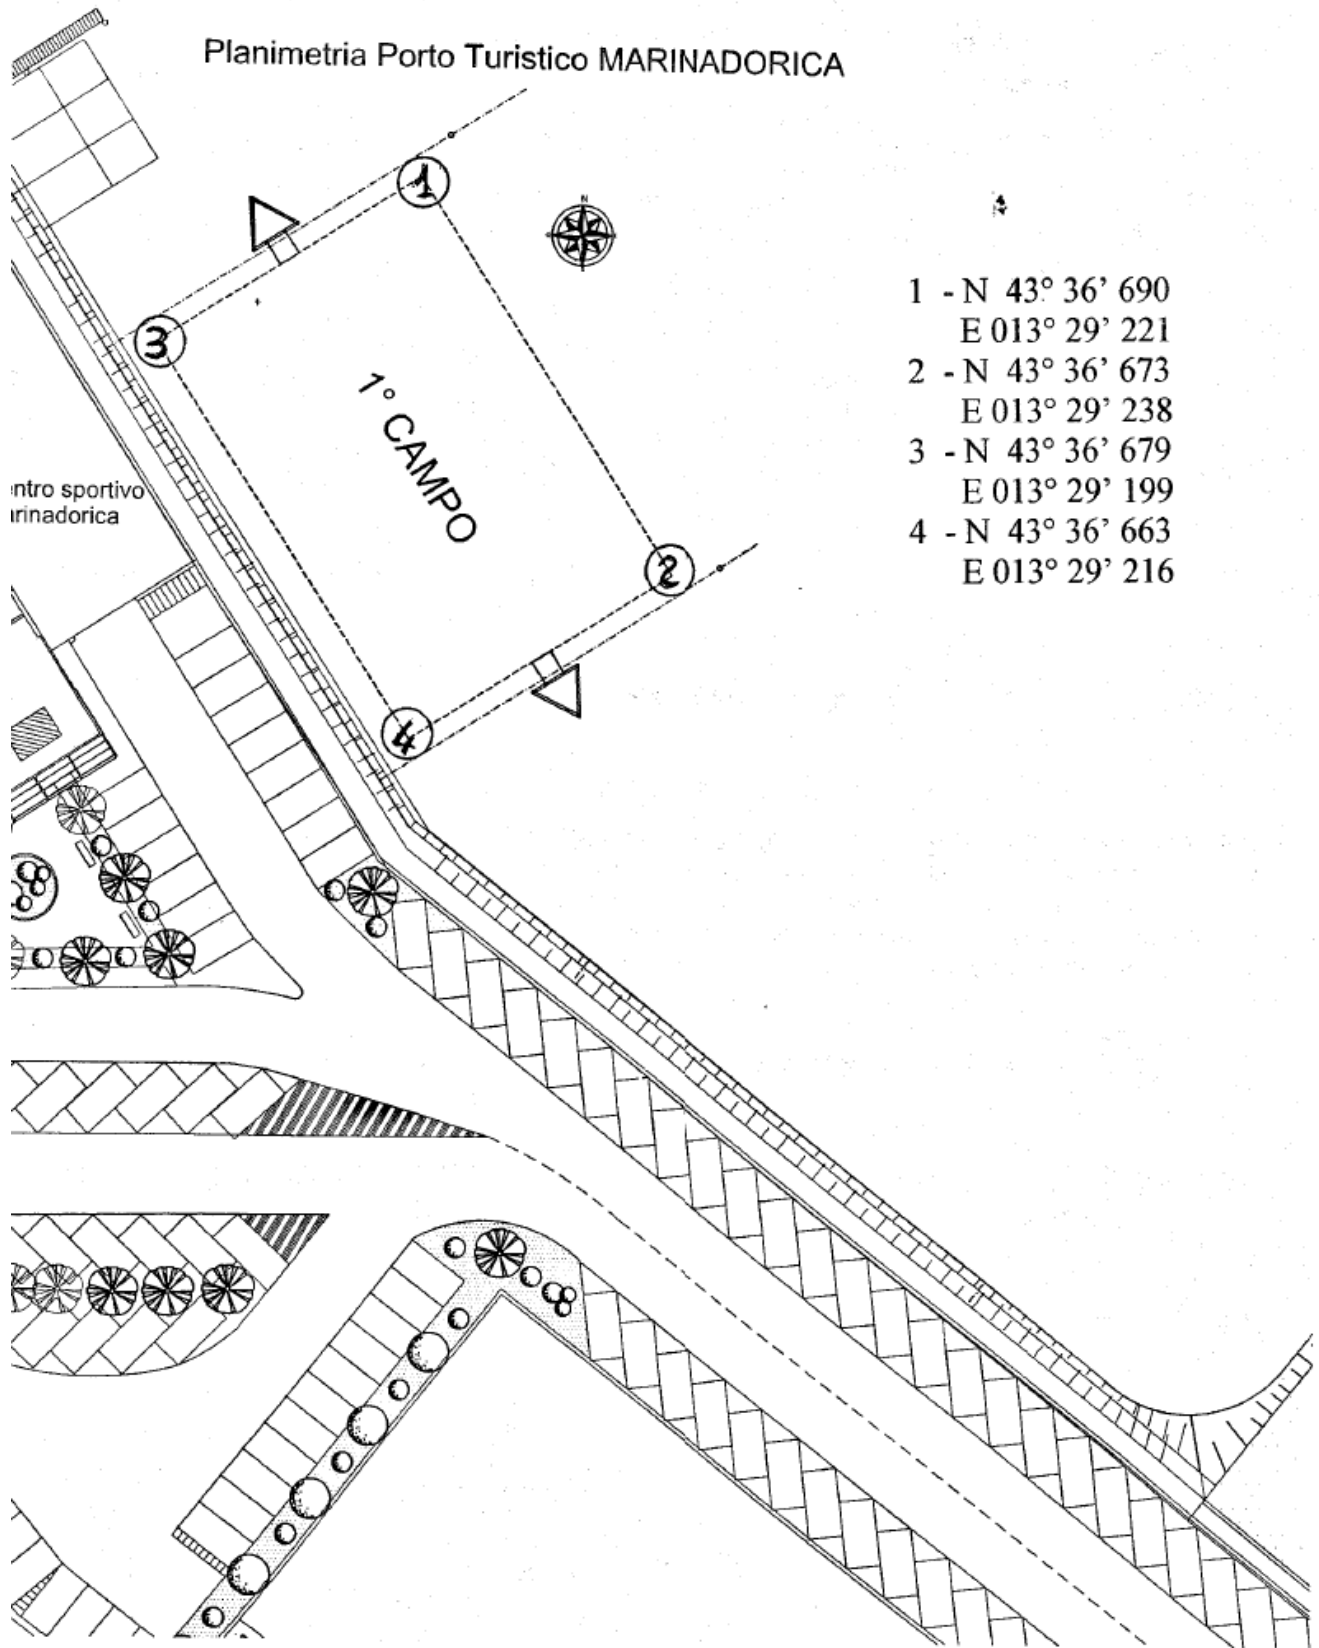 Planimetria Porto Turistico MARINADORICA
1
N
3
1° CAMPO
entro sportivo
arinadorica
2
4
1 - N 43° 36’ 690
E 013° 29’ 221
2 - N 43° 36’ 673
E 013° 29’ 238
3 - N 43° 36’ 679
E 013° 29’ 199
4 - N 43° 36’ 663
E 013° 29’ 216